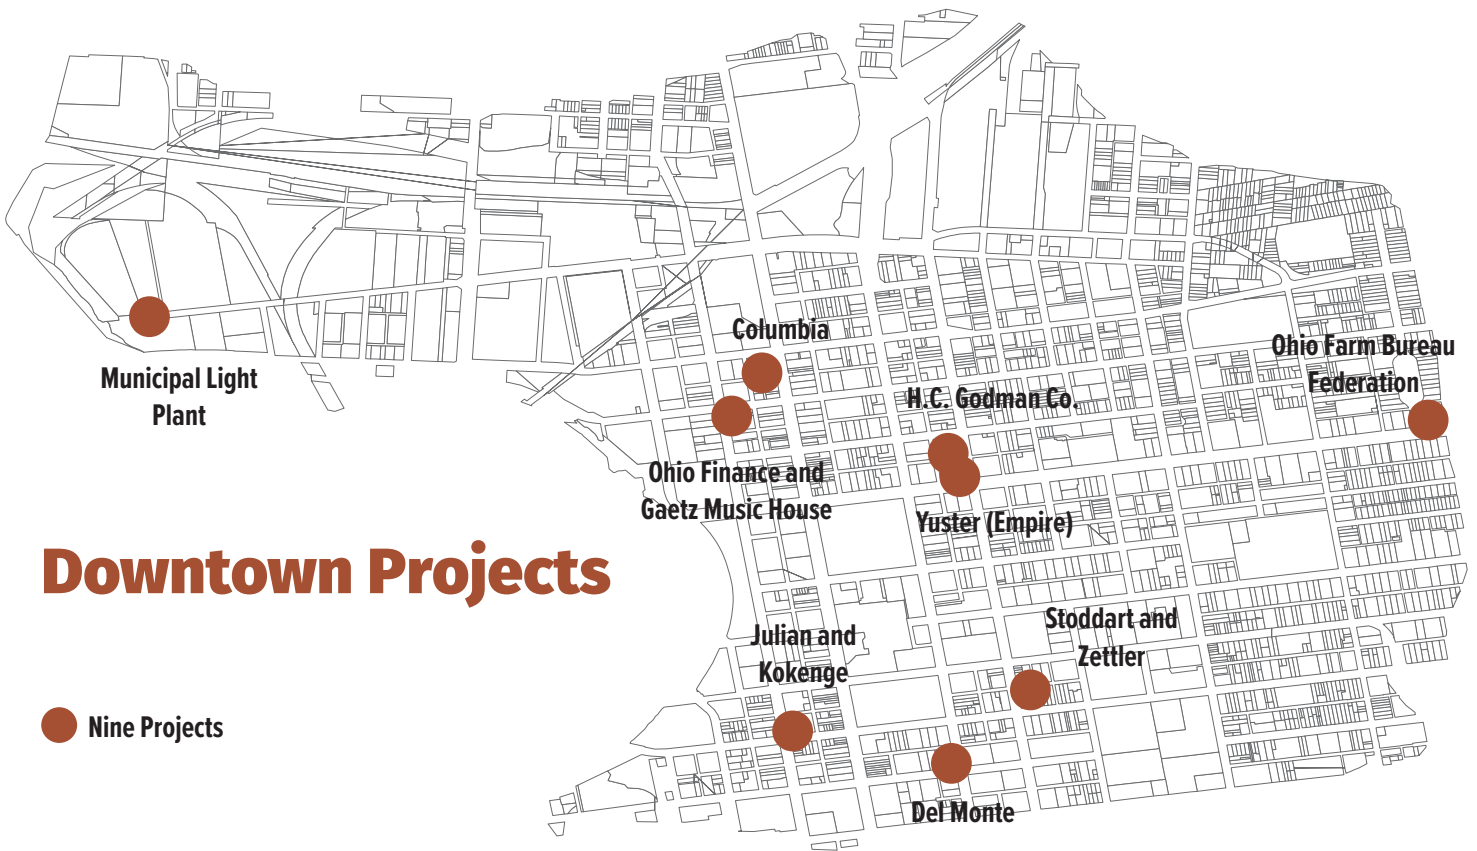 Columbia
Ohio Farm Bureau
Federation
Municipal Light
Plant
H.C. Godman Co.
Ohio Finance and
Gaetz Music House
Yuster (Empire)
Downtown Projects
Stoddart and
Zettler
Julian and
Kokenge
Nine Projects
Del Monte